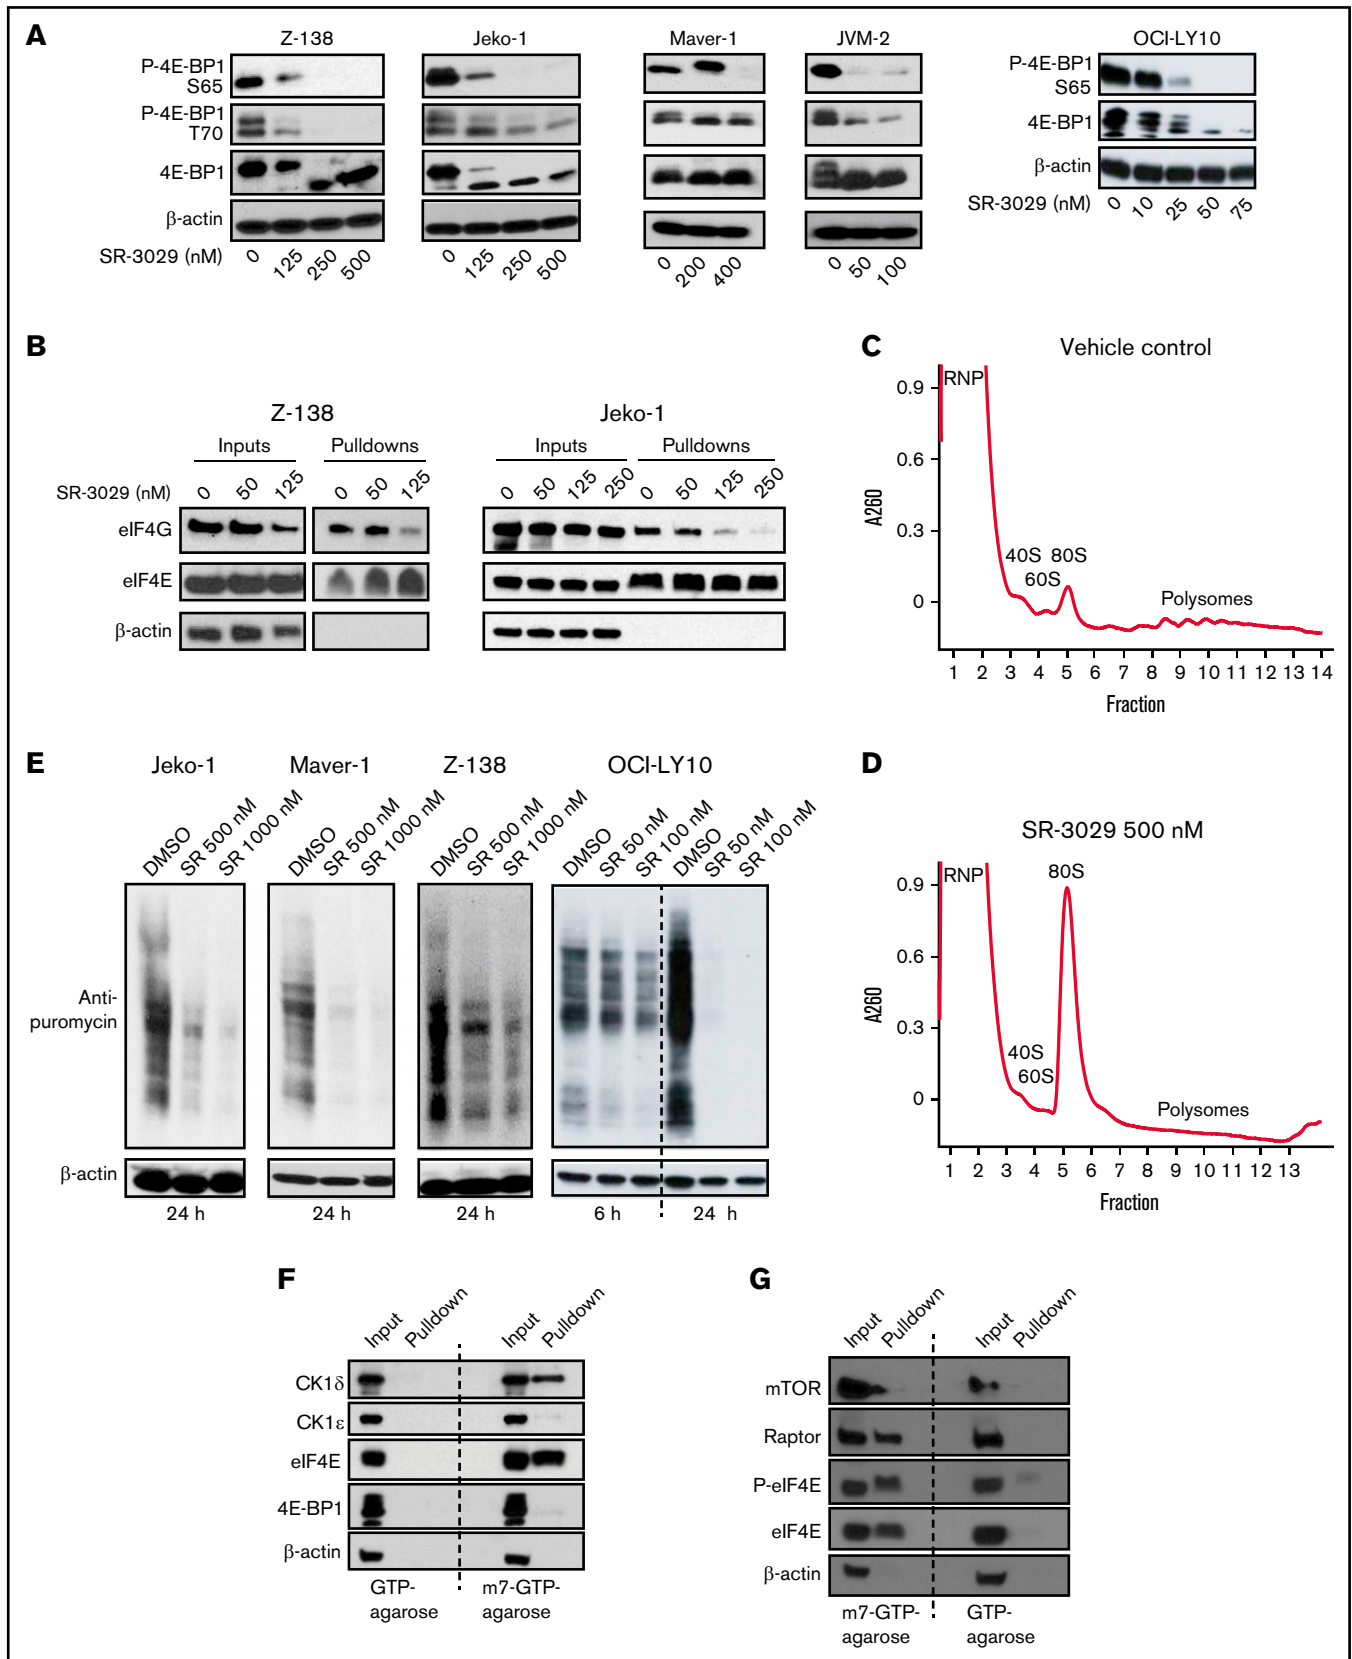 A
Z-138
Jeko-1
Maver-1
JVM-2
OCI-LY10
P-4E-BP1
S65
P-4E-BP1
T70
4E-BP1
β-actin
SR-3029 (nM)
0 125 250 500
0 125 250 500
0 200 400
0 50 100
P-4E-BP1
S65
4E-BP1
β-actin
SR-3029 (nM)
0 10 25 50 75
B
Z-138
Jeko-1
Inputs
Pulldowns
Inputs
Pulldowns
SR-3029 (nM)
0 50 125
0 50 125
0 50 125 250
0 50 125 250
eIF4G
eIF4E
β-actin
C
Vehicle control
RNP
0.9
0.6
0.3
0
A260
40S
60S
80S
Polysomes
1 2 3 4 5 6 7 8 9 10 11 12 13 14
Fraction
E
Jeko-1
Maver-1
Z-138
OCI-LY10
DMSO
SR 500 nM
SR 1000 nM
DMSO
SR 500 nM
SR 1000 nM
DMSO
SR 500 nM
SR 1000 nM
DMSO
SR 50 nM
SR 100 nM
DMSO
SR 50 nM
SR 100 nM
Anti-
puromycin
β-actin
24 h
24 h
24 h
6 h
24 h
D
SR-3029 500 nM
RNP
80S
0.9
0.6
0.3
0
A260
40S
60S
Polysomes
1 2 3 4 5 6 7 8 9 10 11 12 13
Fraction
F
Input
Pulldown
Input
Pulldown
CK1δ
CK1ε
eIF4E
4E-BP1
β-actin
GTP-
agarose
m7-GTP-
agarose
G
Input
Pulldown
Input
Pulldown
mTOR
Raptor
P-eIF4E
eIF4E
β-actin
m7-GTP-
agarose
GTP-
agarose